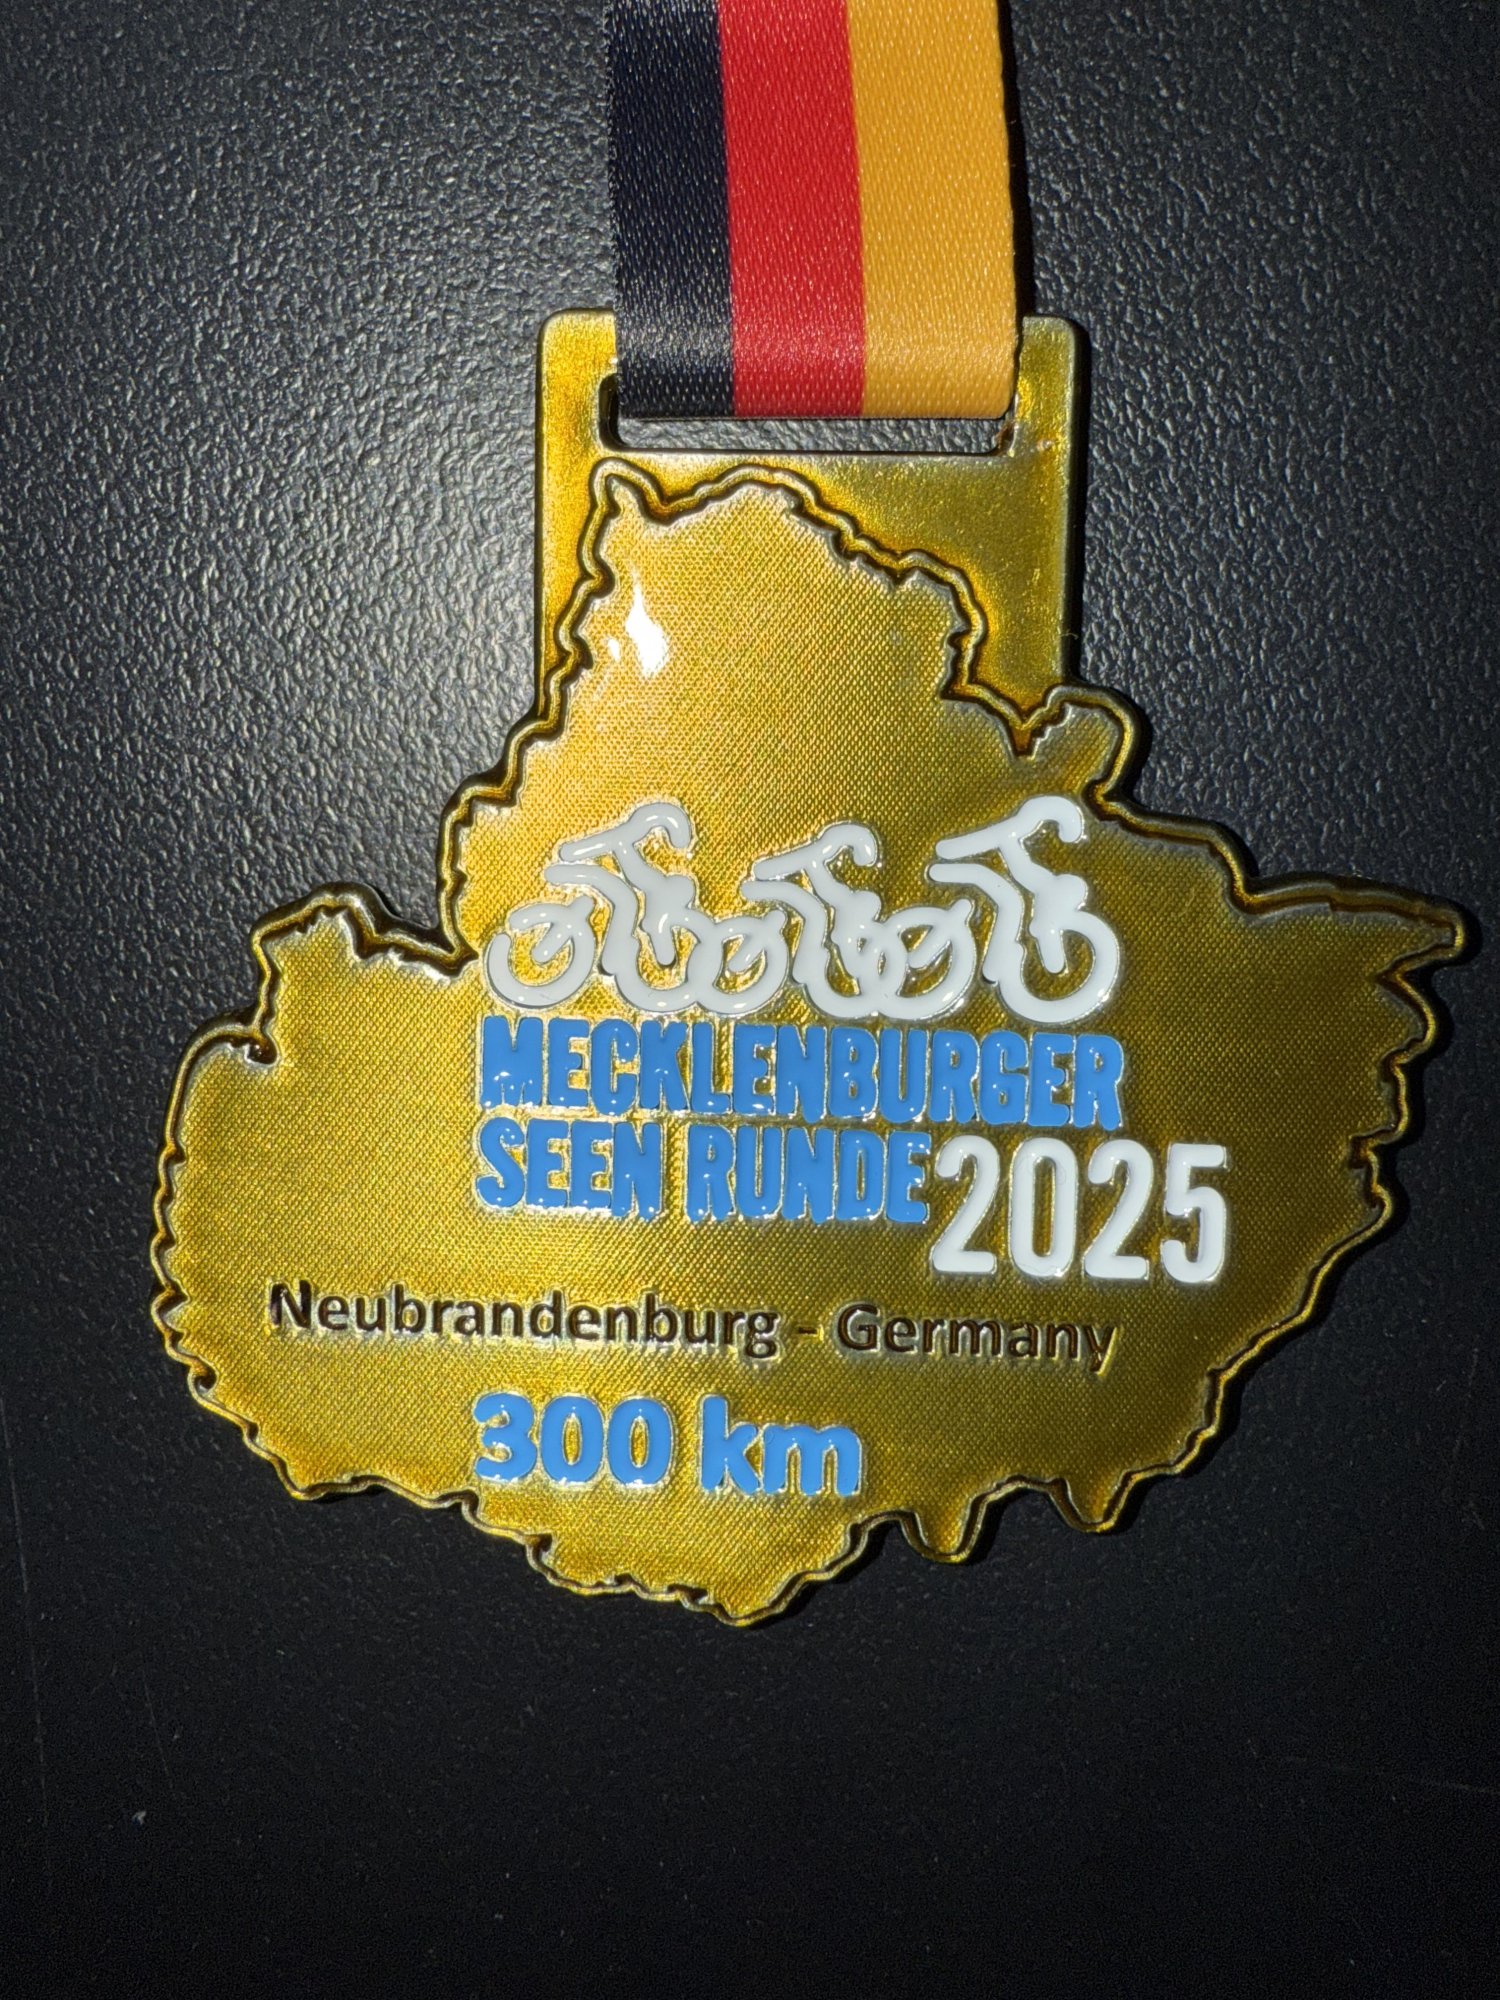 MECKLENBURGER
SEEN RUNDE 2025
Neubrandenburg - Germany
300 km